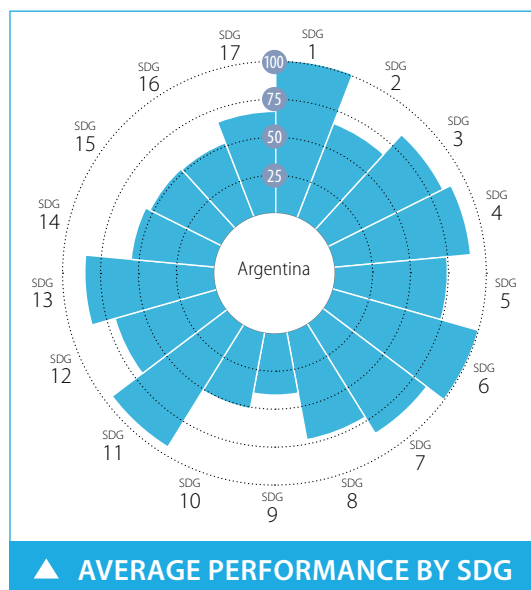 SDG
1
SDG
2
SDG
3
SDG
4
SDG
5
SDG
6
SDG
7
SDG
8
SDG
9
SDG
10
SDG
11
SDG
12
SDG
13
SDG
14
SDG
15
SDG
16
SDG
17
100
75
50
25
Argentina
▲ AVERAGE PERFORMANCE BY SDG